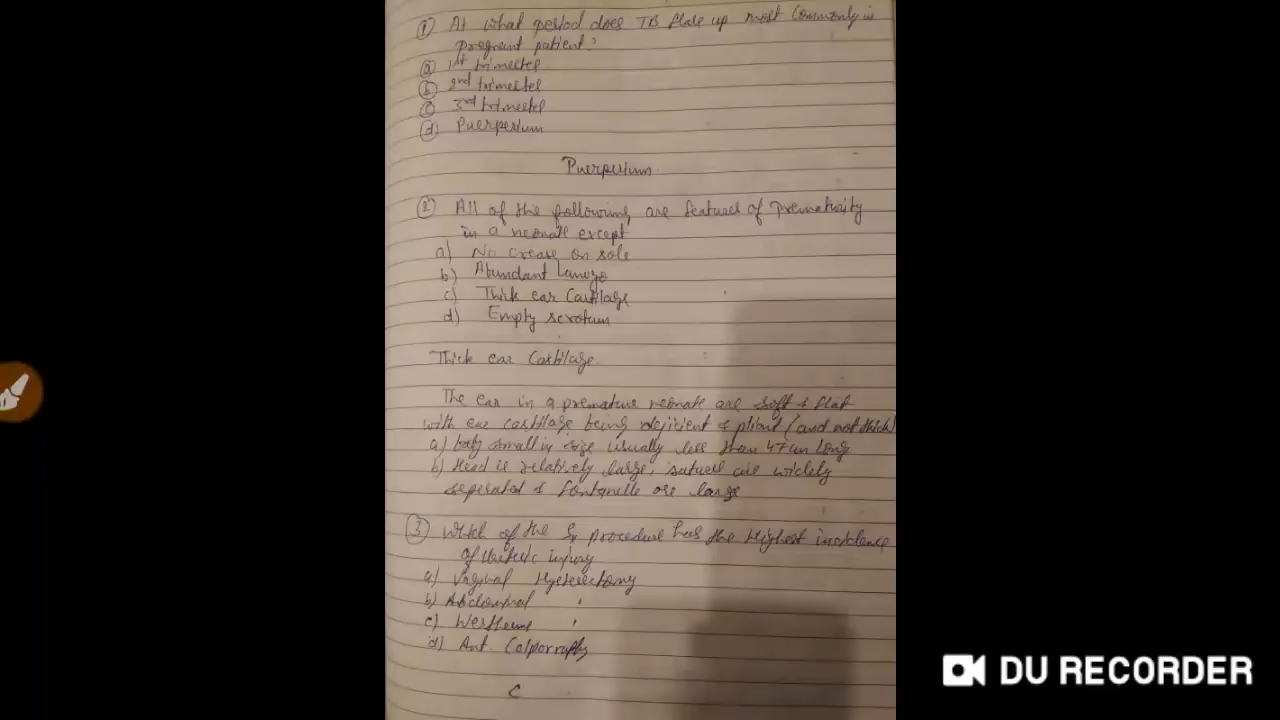 ① At what period does TB flare up most commonly in
pregnant patient?
ⓐ 1st trimester
ⓑ 2nd trimester
ⓒ 3rd trimester
ⓓ Puerperium
Puerperium
② All of the following are features of prematurity
in a neonate except
a) No crease on sole
b) Abundant Lanugo
c) Thick ear Cartilage
d) Empty scrotum
Thick ear Cartilage
The ear in a premature neonate are soft & flat
with ear cartilage being deficient & pliant (and not thick)
a) body small in size usually less than 47 cm long
b) Head is relatively large, sutures are widely
seperated & fontanelle are large
③ Which of the Sx procedure has the Highest incidence
of Ureteric injury
a) Vaginal Hysterectomy
b) Abdominal "
c) Wertheims "
d) Ant. Colporraphy
C
DU RECORDER